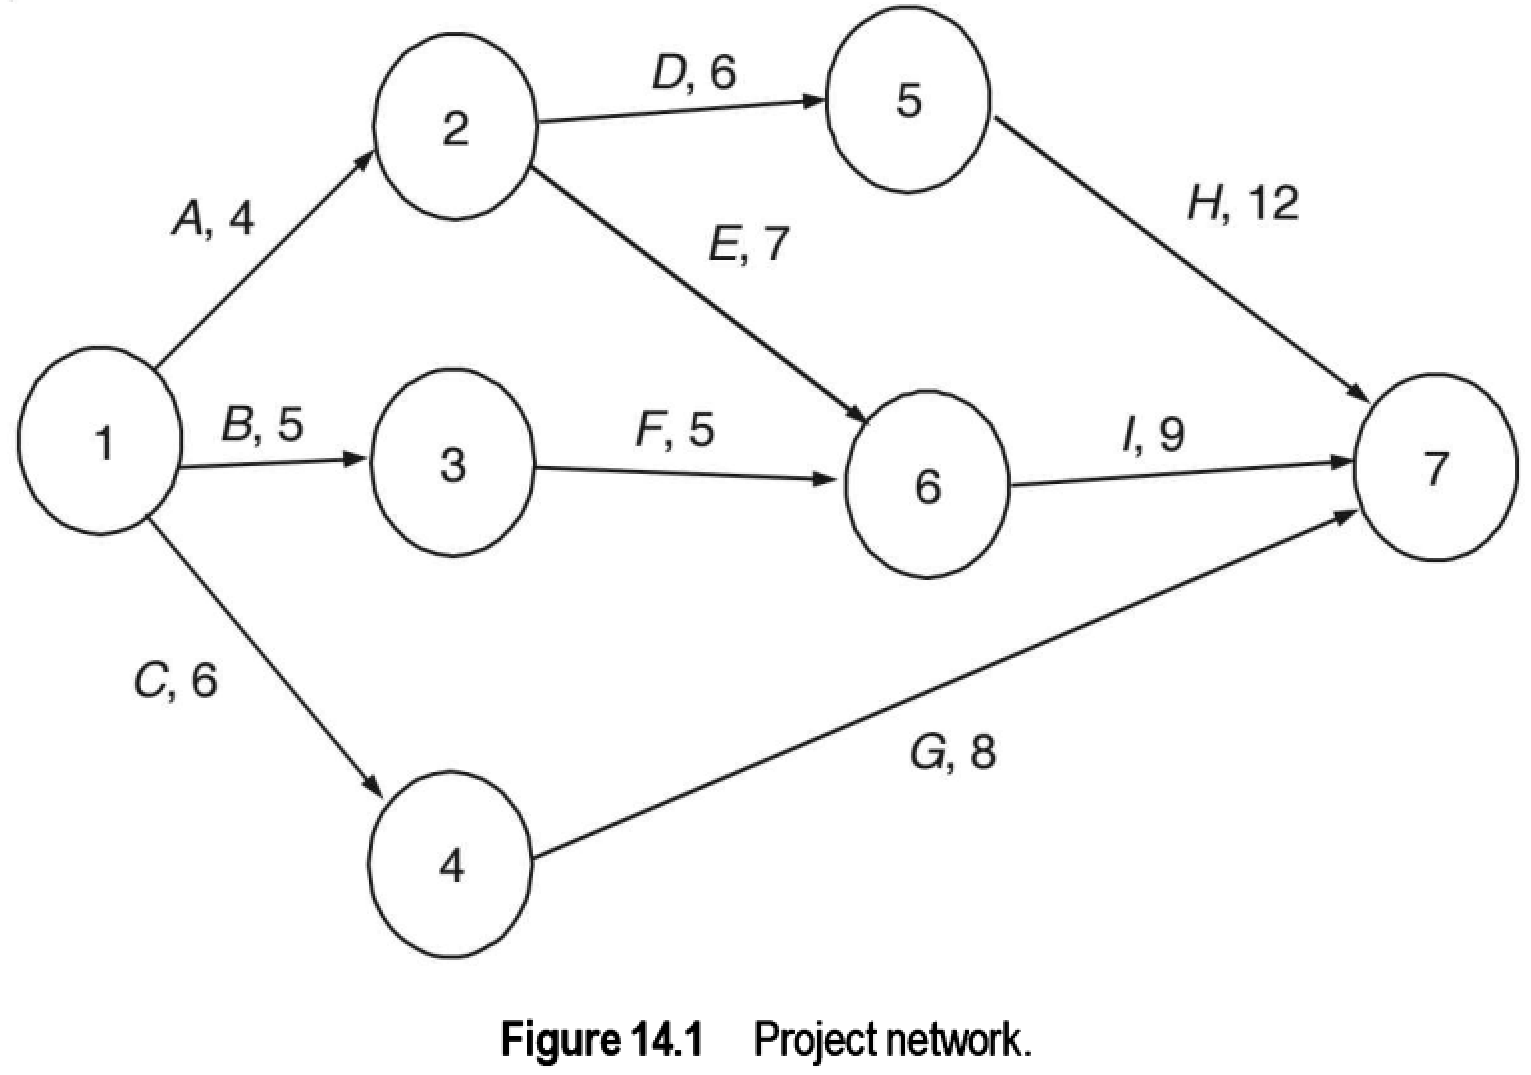 D, 6
5
2
H, 12
A, 4
E, 7
B, 5
F, 5
I, 9
1
3
6
7
C, 6
G, 8
4
Figure 14.1 Project network.